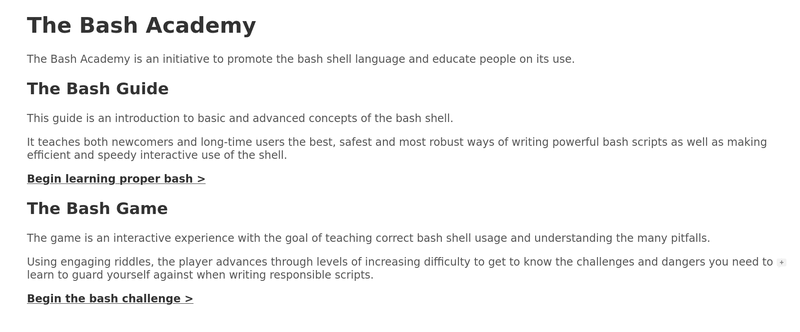 The Bash Academy
The Bash Academy is an initiative to promote the bash shell language and educate people on its use.
The Bash Guide
This guide is an introduction to basic and advanced concepts of the bash shell.
It teaches both newcomers and long-time users the best, safest and most robust ways of writing powerful bash scripts as well as making
efficient and speedy interactive use of the shell.
Begin learning proper bash >
The Bash Game
The game is an interactive experience with the goal of teaching correct bash shell usage and understanding the many pitfalls.
Using engaging riddles, the player advances through levels of increasing difficulty to get to know the challenges and dangers you need to +
learn to guard yourself against when writing responsible scripts.
Begin the bash challenge >